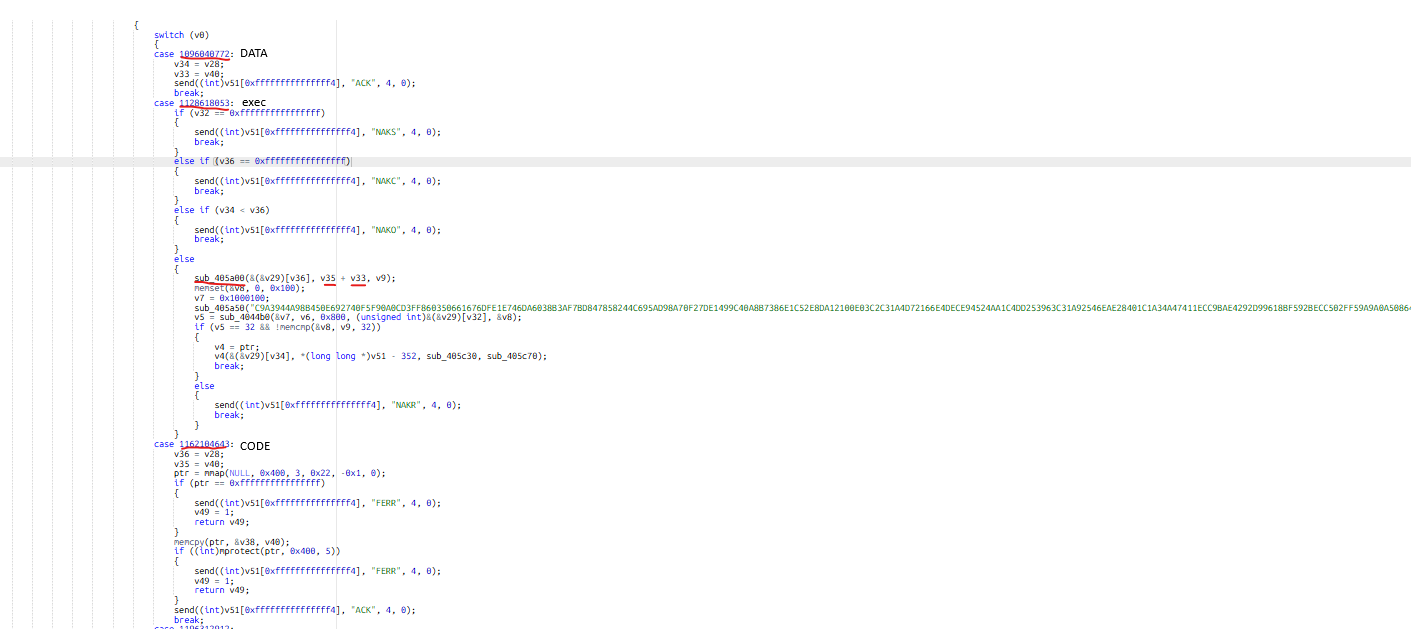 {
switch (v0)
{
case 1096040772: DATA
v34 = v28;
v33 = v40;
send((int)v51[0xfffffffffffffff4], "ACK", 4, 0);
break;
case 1128618053: exec
if (v32 == 0xffffffffffffffff)
{
send((int)v51[0xfffffffffffffff4], "NAKS", 4, 0);
break;
}
else if (v36 == 0xffffffffffffffff)
{
send((int)v51[0xfffffffffffffff4], "NAKC", 4, 0);
break;
}
else if (v34 < v36)
{
send((int)v51[0xfffffffffffffff4], "NAKO", 4, 0);
break;
}
else
{
sub_405a00(&(&v29)[v36], v35 + v33, v9);
memset(&v8, 0, 0x100);
v7 = 0x1000100;
sub_405a50("C9A3944A98B450E692740F5F90A0CD3FF860350661676DFE1E746DA6038B3AF7BD847858244C695AD98A70F27DE1499C40A8B7386E1C52E8DA12100E03C2C31A4D72166E4DECE94524AA1C4DD253963C31A92546EAE28401C1A34A47411ECC9BAE4292D99618BF592BECC502FF59A9A0A5086
v5 = sub_4044b0(&v7, v6, 0x800, (unsigned int)&(&v29)[v32], &v8);
if (v5 == 32 && !memcmp(&v8, v9, 32))
{
v4 = ptr;
v4(&(&v29)[v34], *(long long *)v51 - 352, sub_405c30, sub_405c70);
break;
}
else
{
send((int)v51[0xfffffffffffffff4], "NAKR", 4, 0);
break;
}
}
case 1162104643: CODE
v36 = v28;
v35 = v40;
ptr = mmap(NULL, 0x400, 3, 0x22, -0x1, 0);
if (ptr == 0xffffffffffffffff)
{
send((int)v51[0xfffffffffffffff4], "FERR", 4, 0);
v49 = 1;
return v49;
}
memcpy(ptr, &v38, v40);
if ((int)mprotect(ptr, 0x400, 5))
{
send((int)v51[0xfffffffffffffff4], "FERR", 4, 0);
v49 = 1;
return v49;
}
send((int)v51[0xfffffffffffffff4], "ACK", 4, 0);
break;
case 1196312912: